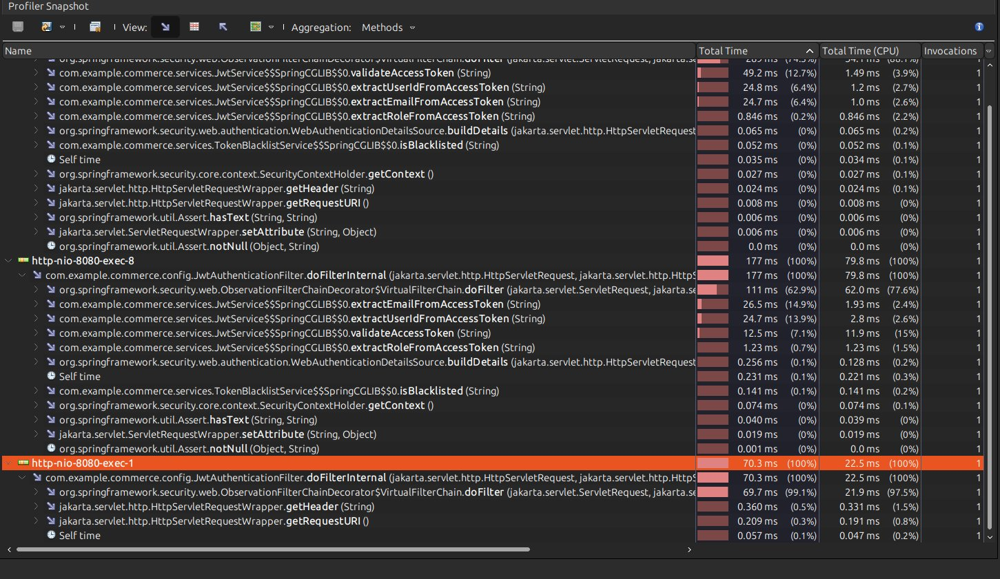 Profiler Snapshot
View: Aggregation: Methods
Name Total Time Total Time (CPU) Invocations
org.springframework.security.web.ObservationFilterChainDecorator$VirtualFilterChain.doFilter (jakarta.servlet.ServletRequest, jakarta.se 1
com.example.commerce.services.JwtService$$SpringCGLIB$$0.validateAccessToken (String) 49.2 ms (12.7%) 1.49 ms (3.9%) 1
com.example.commerce.services.JwtService$$SpringCGLIB$$0.extractUserIdFromAccessToken (String) 24.8 ms (6.4%) 1.2 ms (2.7%) 1
com.example.commerce.services.JwtService$$SpringCGLIB$$0.extractEmailFromAccessToken (String) 24.7 ms (6.4%) 1.0 ms (2.6%) 1
com.example.commerce.services.JwtService$$SpringCGLIB$$0.extractRoleFromAccessToken (String) 0.846 ms (0.2%) 0.846 ms (2.2%) 1
org.springframework.security.web.authentication.WebAuthenticationDetailsSource.buildDetails (jakarta.servlet.http.HttpServletRequest 0.065 ms (0%) 0.065 ms (0.2%) 1
com.example.commerce.services.TokenBlacklistService$$SpringCGLIB$$0.isBlacklisted (String) 0.052 ms (0%) 0.052 ms (0.1%) 1
Self time 0.035 ms (0%) 0.034 ms (0.1%) 1
org.springframework.security.core.context.SecurityContextHolder.getContext () 0.027 ms (0%) 0.027 ms (0.1%) 1
jakarta.servlet.http.HttpServletRequestWrapper.getHeader (String) 0.024 ms (0%) 0.024 ms (0.1%) 1
jakarta.servlet.http.HttpServletRequestWrapper.getRequestURI () 0.008 ms (0%) 0.008 ms (0%) 1
org.springframework.util.Assert.hasText (String, String) 0.006 ms (0%) 0.006 ms (0%) 1
jakarta.servlet.ServletRequestWrapper.setAttribute (String, Object) 0.006 ms (0%) 0.006 ms (0%) 1
org.springframework.util.Assert.notNull (Object, String) 0.0 ms (0%) 0.0 ms (0%) 1
http-nio-8080-exec-8 177 ms (100%) 79.8 ms (100%) 1
com.example.commerce.config.JwtAuthenticationFilter.doFilterInternal (jakarta.servlet.http.HttpServletRequest, jakarta.servlet.http.HttpS 177 ms (100%) 79.8 ms (100%) 1
org.springframework.security.web.ObservationFilterChainDecorator$VirtualFilterChain.doFilter (jakarta.servlet.ServletRequest, jakarta.se 111 ms (62.9%) 62.0 ms (77.6%) 1
com.example.commerce.services.JwtService$$SpringCGLIB$$0.extractEmailFromAccessToken (String) 26.5 ms (14.9%) 1.93 ms (2.4%) 1
com.example.commerce.services.JwtService$$SpringCGLIB$$0.extractUserIdFromAccessToken (String) 24.7 ms (13.9%) 2.8 ms (2.6%) 1
com.example.commerce.services.JwtService$$SpringCGLIB$$0.validateAccessToken (String) 12.5 ms (7.1%) 11.9 ms (15%) 1
com.example.commerce.services.JwtService$$SpringCGLIB$$0.extractRoleFromAccessToken (String) 1.23 ms (0.7%) 1.23 ms (1.5%) 1
org.springframework.security.web.authentication.WebAuthenticationDetailsSource.buildDetails (jakarta.servlet.http.HttpServletRequest 0.256 ms (0.1%) 0.128 ms (0.2%) 1
Self time 0.231 ms (0.1%) 0.221 ms (0.3%) 1
com.example.commerce.services.TokenBlacklistService$$SpringCGLIB$$0.isBlacklisted (String) 0.141 ms (0.1%) 0.141 ms (0.2%) 1
org.springframework.security.core.context.SecurityContextHolder.getContext () 0.074 ms (0%) 0.074 ms (0.1%) 1
org.springframework.util.Assert.hasText (String, String) 0.040 ms (0%) 0.039 ms (0%) 1
jakarta.servlet.ServletRequestWrapper.setAttribute (String, Object) 0.019 ms (0%) 0.019 ms (0%) 1
org.springframework.util.Assert.notNull (Object, String) 0.001 ms (0%) 0.0 ms (0%) 1
http-nio-8080-exec-1 70.3 ms (100%) 22.5 ms (100%) 1
com.example.commerce.config.JwtAuthenticationFilter.doFilterInternal (jakarta.servlet.http.HttpServletRequest, jakarta.servlet.http.HttpS 70.3 ms (100%) 22.5 ms (100%) 1
org.springframework.security.web.ObservationFilterChainDecorator$VirtualFilterChain.doFilter (jakarta.servlet.ServletRequest, jakarta.se 69.7 ms (99.1%) 21.9 ms (97.5%) 1
jakarta.servlet.http.HttpServletRequestWrapper.getHeader (String) 0.360 ms (0.5%) 0.331 ms (1.5%) 1
jakarta.servlet.http.HttpServletRequestWrapper.getRequestURI () 0.209 ms (0.3%) 0.191 ms (0.8%) 1
Self time 0.057 ms (0.1%) 0.047 ms (0.2%) 1